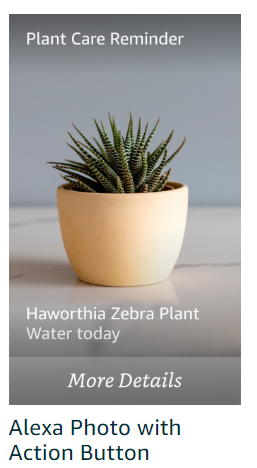 Plant Care Reminder
Haworthia Zebra Plant
Water today
More Details
Alexa Photo with
Action Button